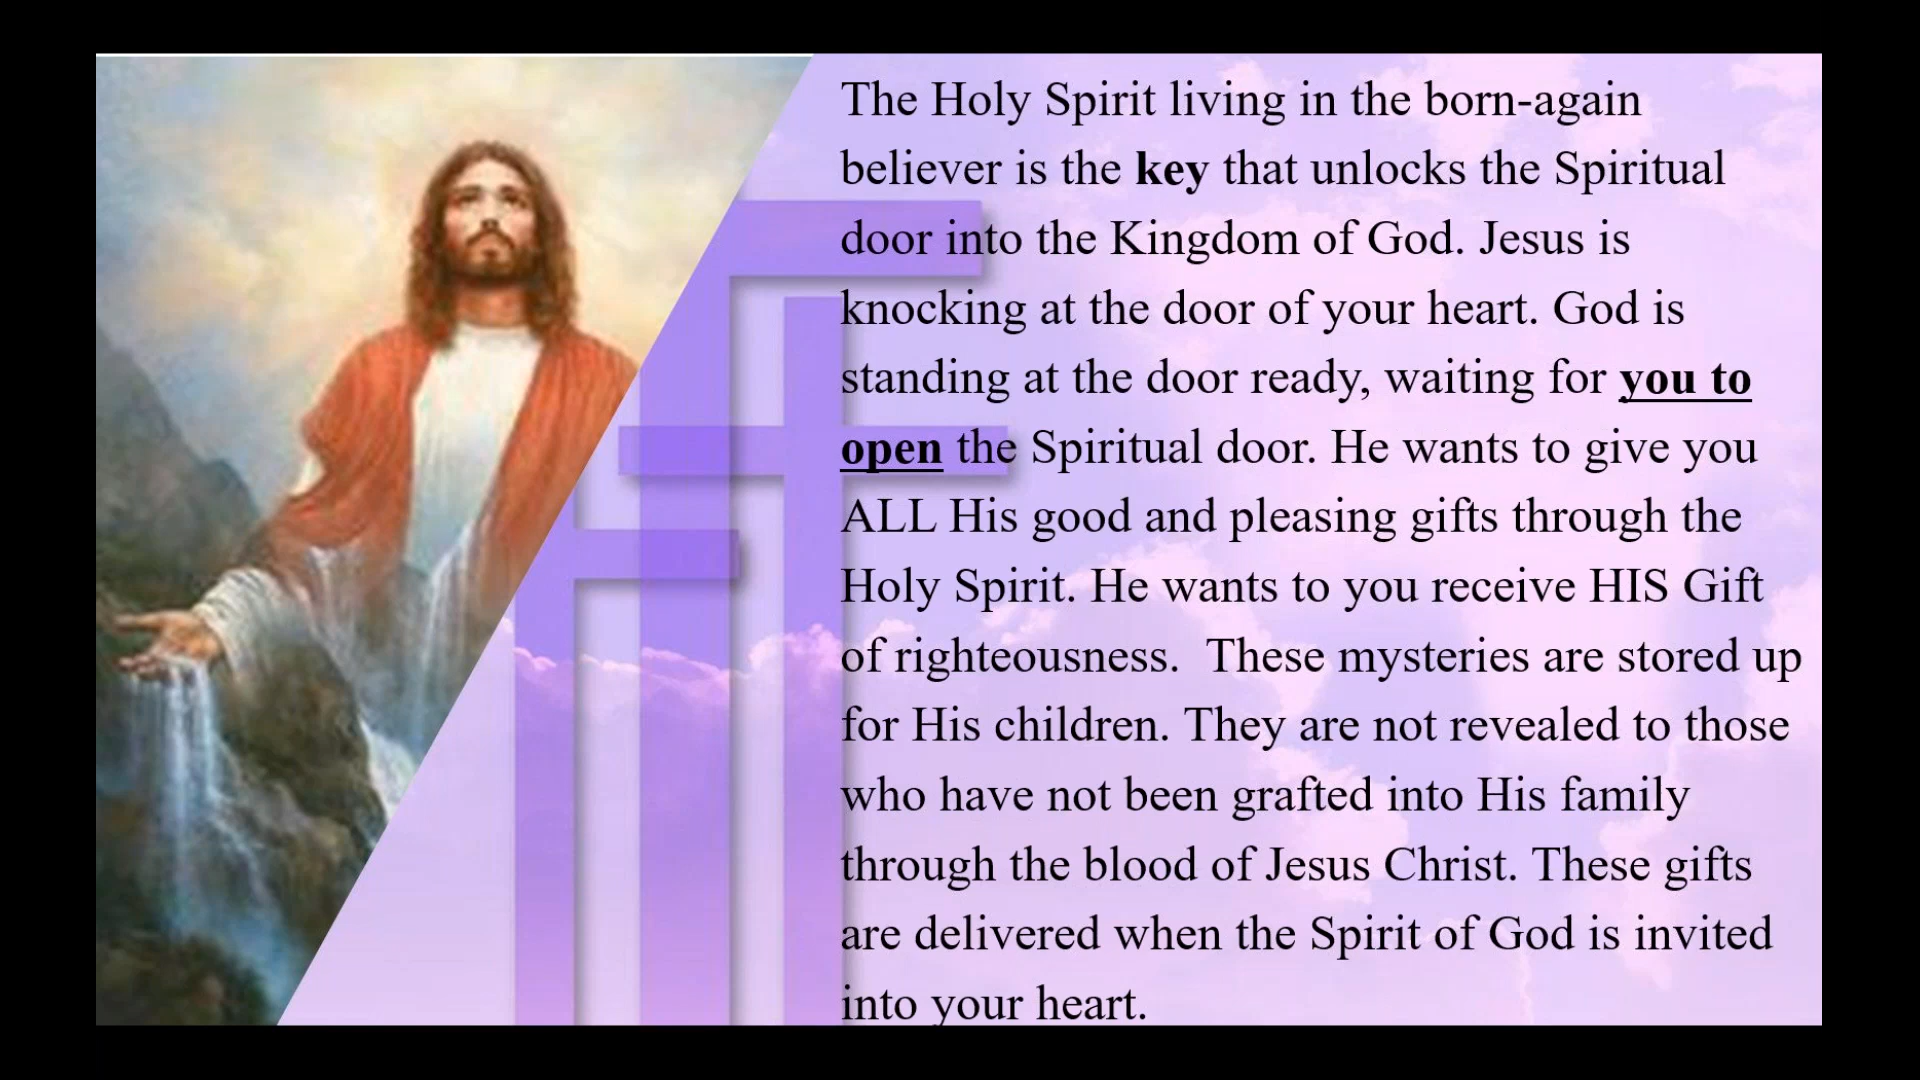 The Holy Spirit living in the born-again
believer is the key that unlocks the Spiritual
door into the Kingdom of God. Jesus is
knocking at the door of your heart. God is
standing at the door ready, waiting for you to
open the Spiritual door. He wants to give you
ALL His good and pleasing gifts through the
Holy Spirit. He wants to you receive HIS Gift
of righteousness.  These mysteries are stored up
for His children. They are not revealed to those
who have not been grafted into His family
through the blood of Jesus Christ. These gifts
are delivered when the Spirit of God is invited
into your heart.